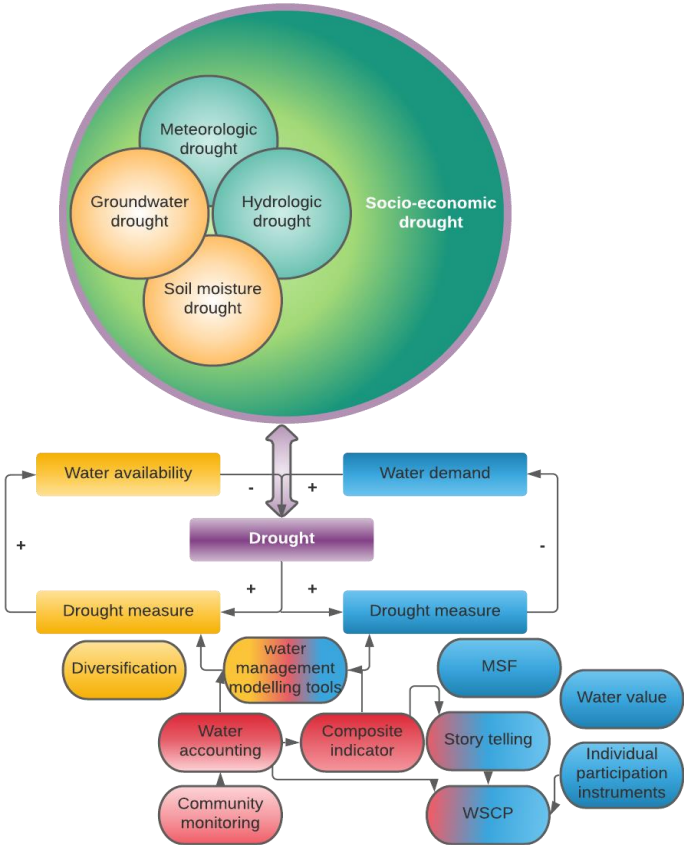 Meteorologic
drought
Groundwater
drought
Hydrologic
drought
Socio-economic
drought
Soil moisture
drought
Water availability
Water demand
-
+
Drought
+
-
+
+
Drought measure
Drought measure
Diversification
water
management
modelling tools
MSF
Water value
Water
accounting
Composite
indicator
Story telling
Individual
participation
instruments
Community
monitoring
WSCP